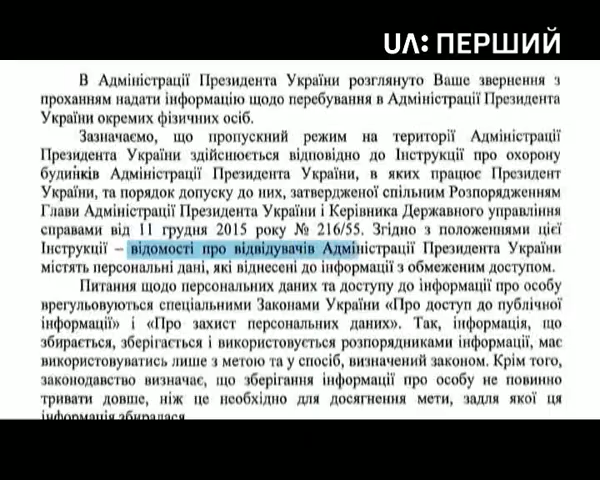 UA: ПЕРШИЙ
В Адміністрації Президента України розглянуто Ваше звернення з
проханням надати інформацію щодо перебування в Адміністрації Президента
України окремих фізичних осіб.
Зазначаємо, що пропускний режим на території Адміністрації
Президента України здійснюється відповідно до Інструкції про охорону
будинків Адміністрації Президента України, в яких працює Президент
України, та порядок допуску до них, затвердженої спільним Розпорядженням
Глави Адміністрації Президента України і Керівника Державного управління
справами від 11 грудня 2015 року № 216/55. Згідно з положеннями цієї
Інструкції – відомості про відвідувачів Адміністрації Президента України
містять персональні дані, які віднесені до інформації з обмеженим доступом.
Питання щодо персональних даних та доступу до інформації про особу
врегульовуються спеціальними Законами України «Про доступ до публічної
інформації» і «Про захист персональних даних». Так, інформація, що
збирається, зберігається і використовується розпорядниками інформації, має
використовуватись лише з метою та у спосіб, визначений законом. Крім того,
законодавство визначає, що зберігання інформації про особу не повинно
тривати довше, ніж це необхідно для досягнення мети, задля якої ця
інформація збиралася.